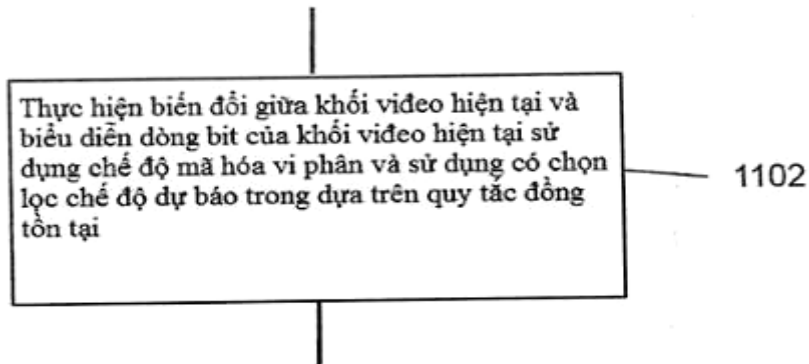 Thực hiện biến đổi giữa khối viđeo hiện tại và
biểu diễn dòng bit của khối viđeo hiện tại sử
dụng chế độ mã hóa vi phân và sử dụng có chọn
lọc chế độ dự báo trong dựa trên quy tắc đồng
tồn tại
1102